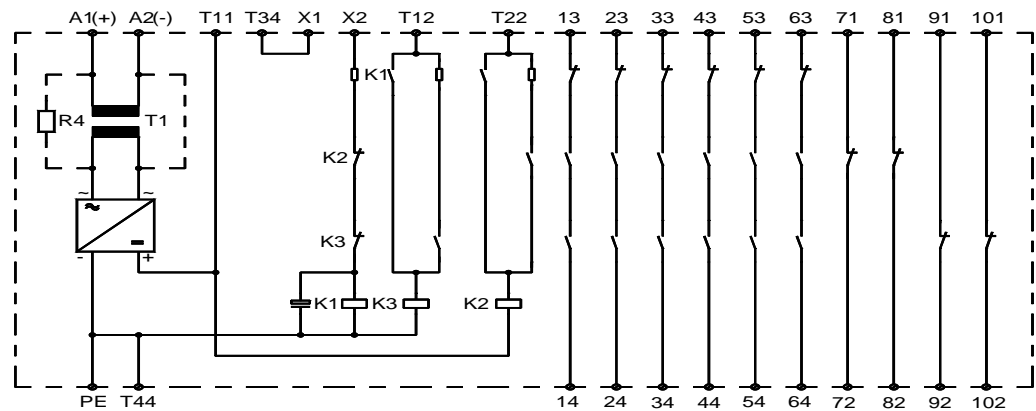 A1(+) A2(-) T11 T34 X1 X2 T12 T22 13 23 33 43 53 63 71 81 91 101
K1
R4 T1
K2
~ ~
K3
- +
K1 K3 K2
PE T44 14 24 34 44 54 64 72 82 92 102